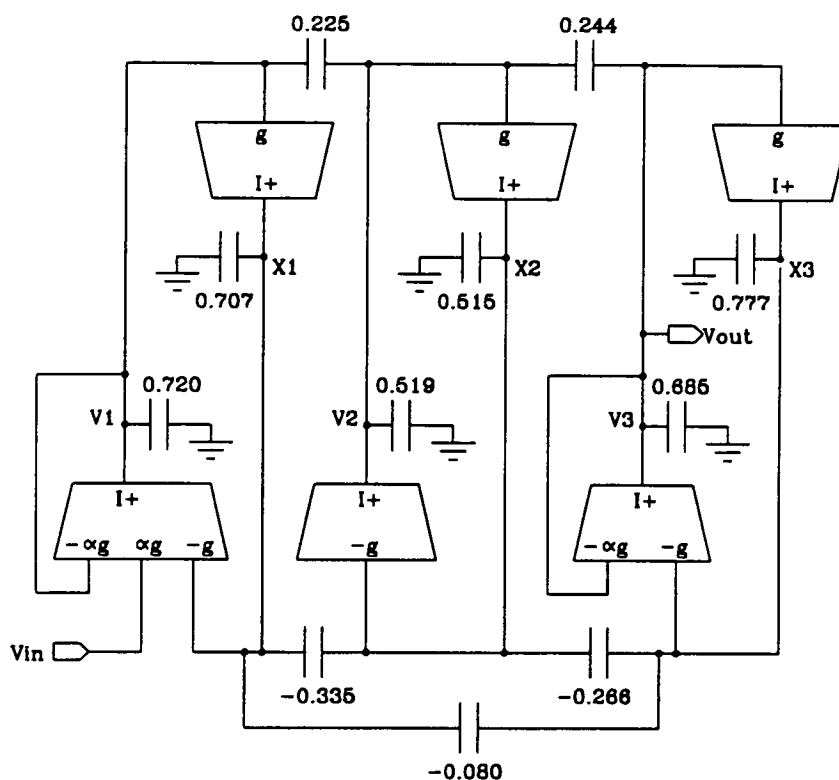 0.225 0.244
g g g
I+ I+ I+
X1 X2 X3
0.707 0.515 0.777
Vout
0.720 0.519 0.685
V1 V2 V3
I+ I+ I+
-αg αg -g -g -αg -g
Vin
-0.335 -0.266
-0.080